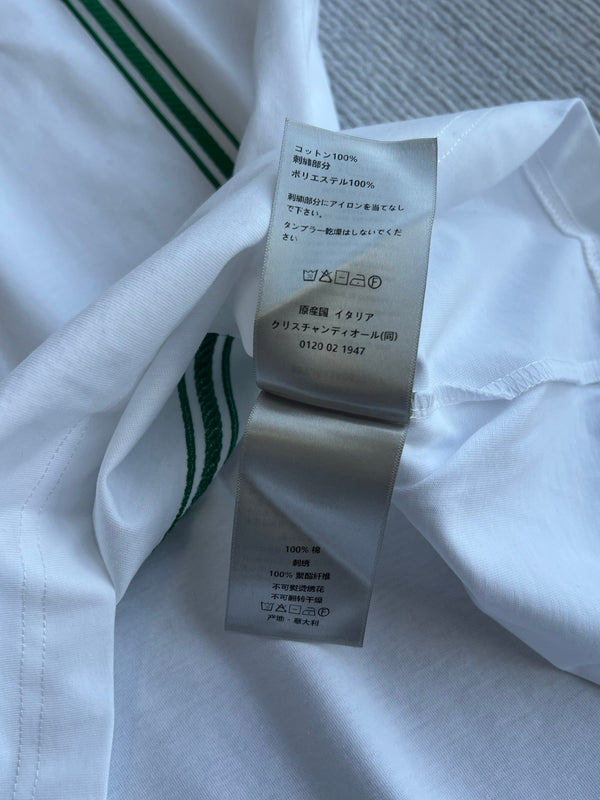 コットン100%
刺繍部分
ポリエステル100%
刺繍部分にアイロンを当てなし
で下さい。
タンブラー乾燥はしないでくだ
さい
原産国 イタリア
クリスチャンディオール(同)
0120 02 1947
100% 棉
刺绣
100% 聚酯纤维
不可熨烫绣花
不可翻转干燥
产地・意大利